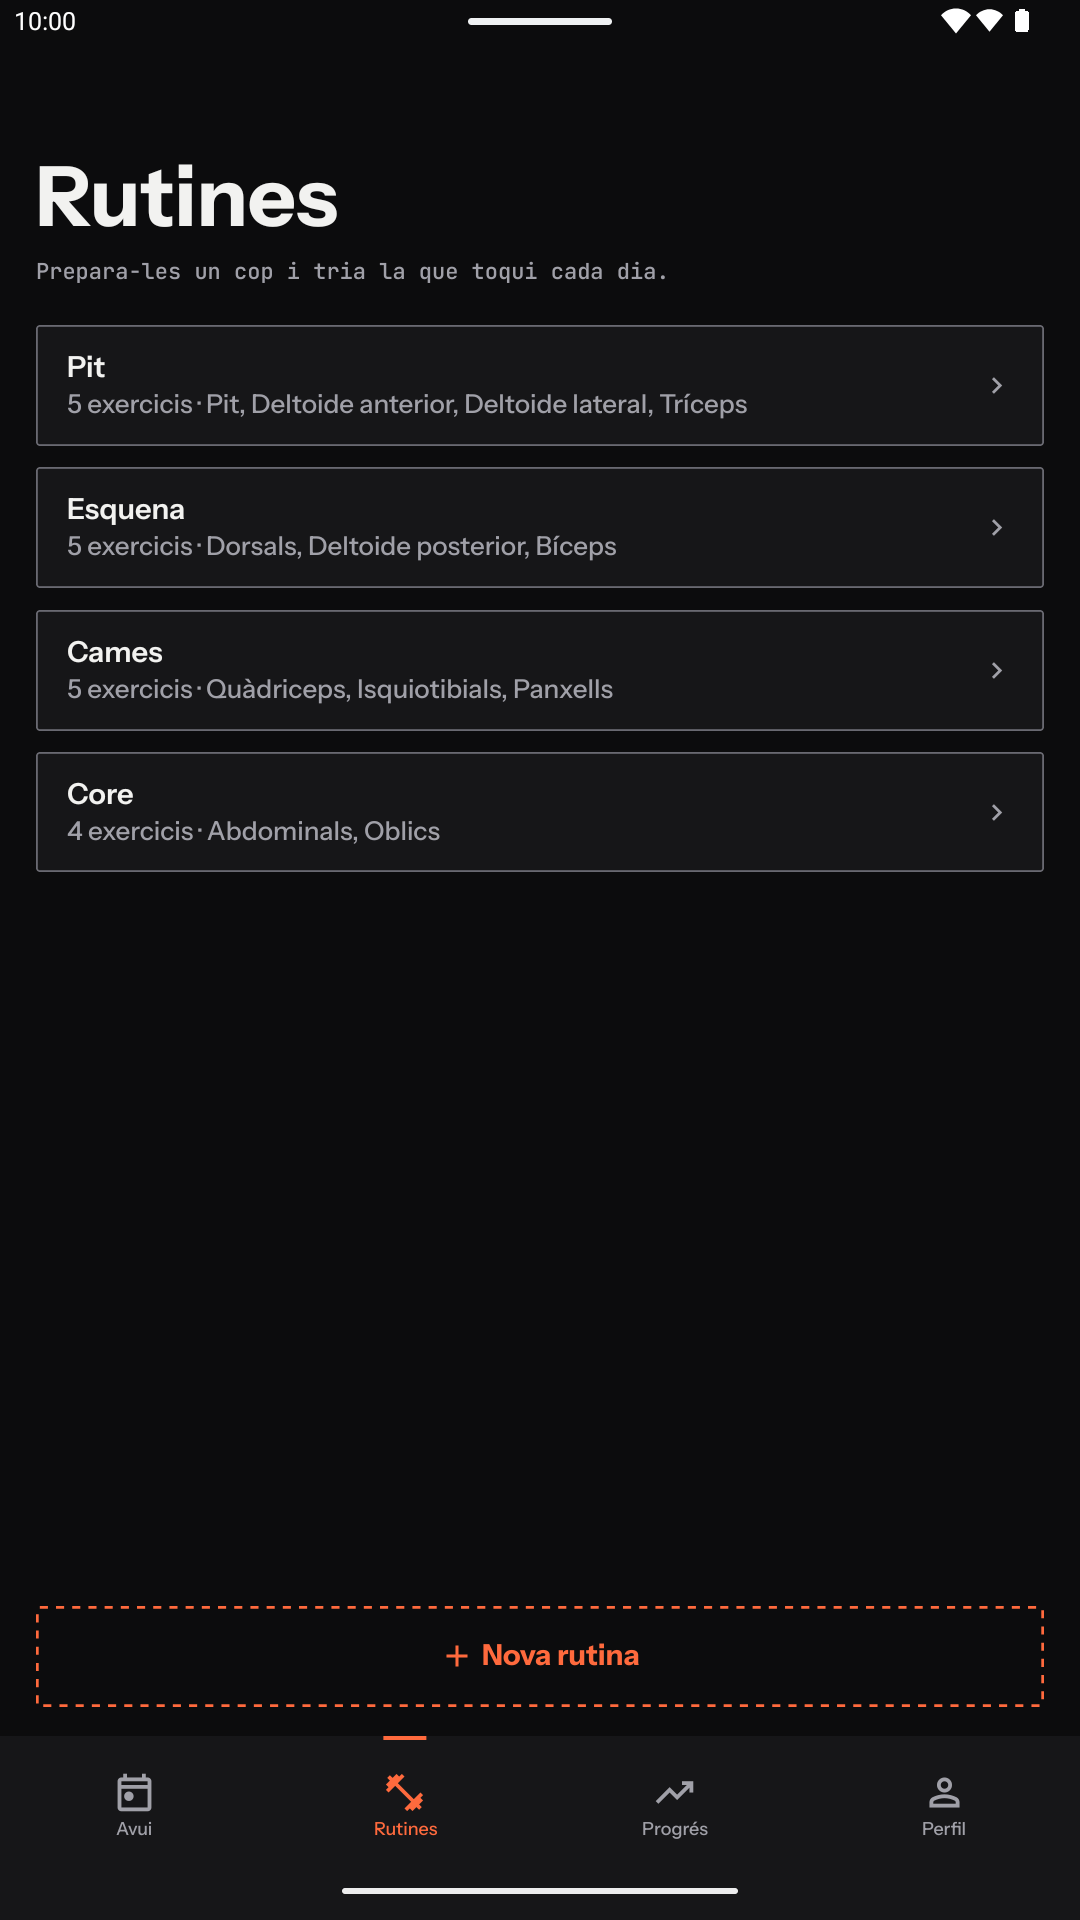 10:00
Rutines
Prepara-les un cop i tria la que toqui cada dia.
Pit
5 exercicis · Pit, Deltoide anterior, Deltoide lateral, Tríceps
Esquena
5 exercicis · Dorsals, Deltoide posterior, Bíceps
Cames
5 exercicis · Quàdriceps, Isquiotibials, Panxells
Core
4 exercicis · Abdominals, Oblics
+ Nova rutina
Avui
Rutines
Progrés
Perfil